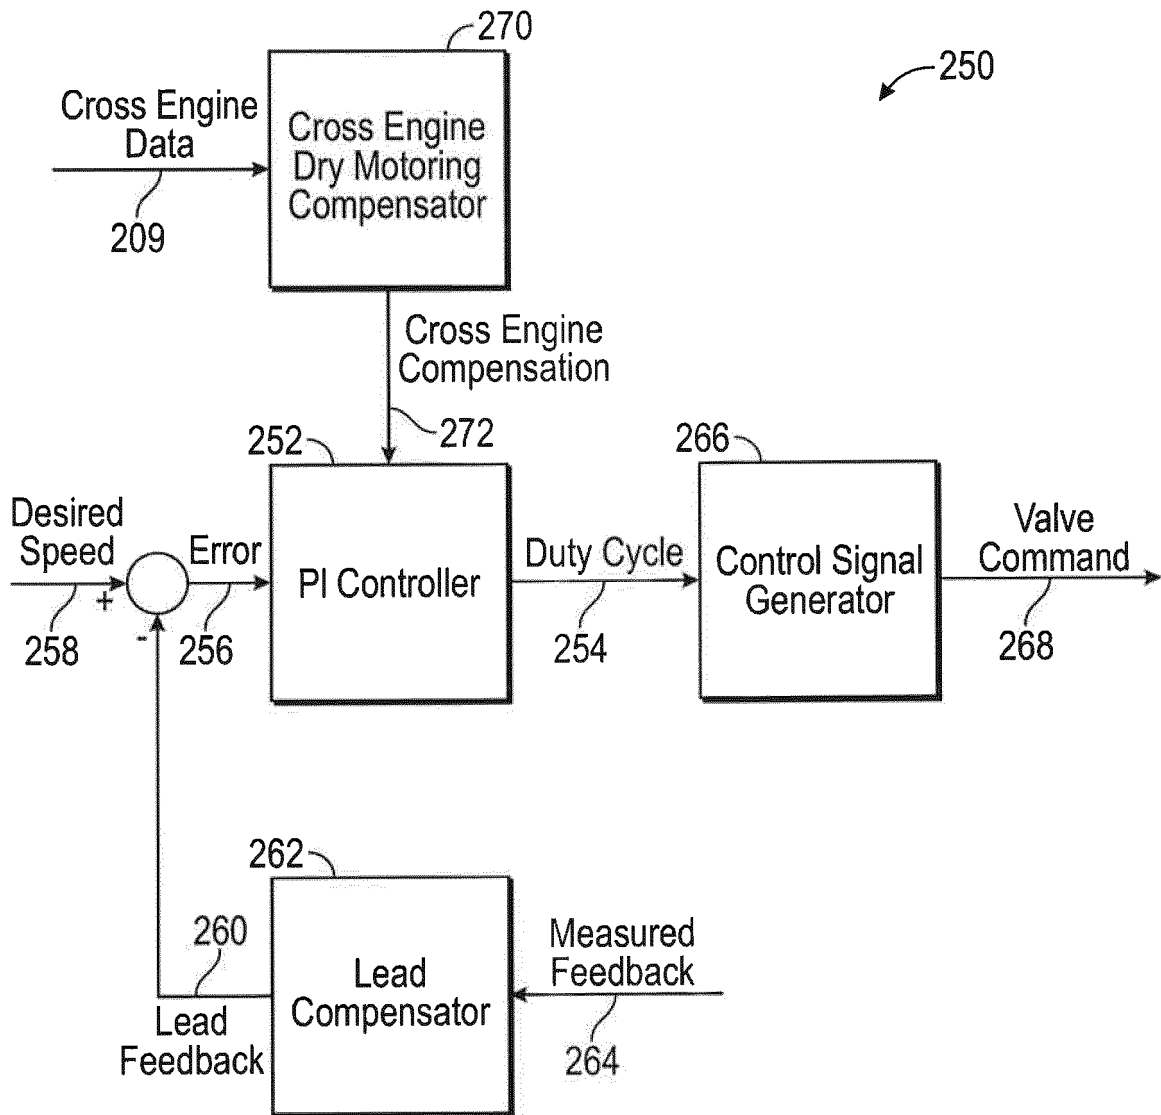 270
250
Cross Engine
Data
209
Cross Engine
Dry Motoring
Compensator
Cross Engine
Compensation
272
252
266
Desired
Speed
+
-
258
Error
256
PI Controller
Duty Cycle
254
Control Signal
Generator
Valve
Command
268
262
260
Lead
Feedback
Lead
Compensator
Measured
Feedback
264